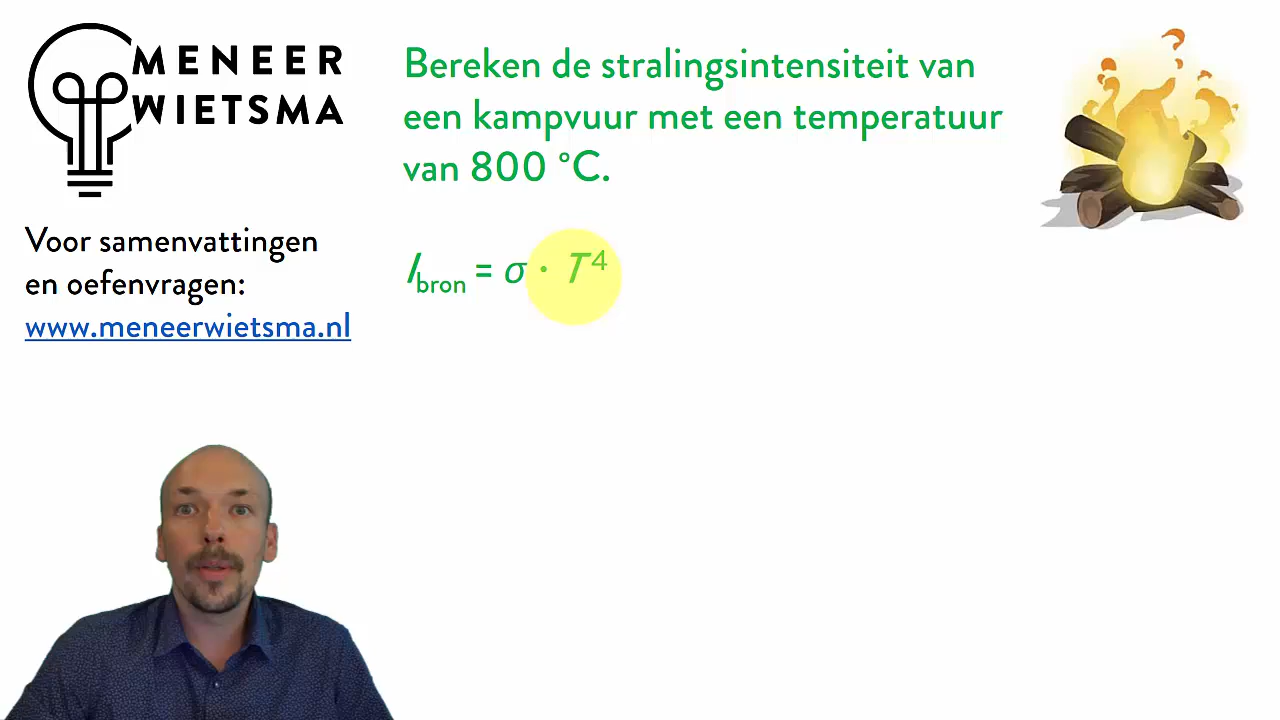 MENEER
WIETSMA
Bereken de stralingsintensiteit van
een kampvuur met een temperatuur
van 800 °C.
Voor samenvattingen
en oefenvragen:
www.meneerwietsma.nl
I_bron = σ · T⁴